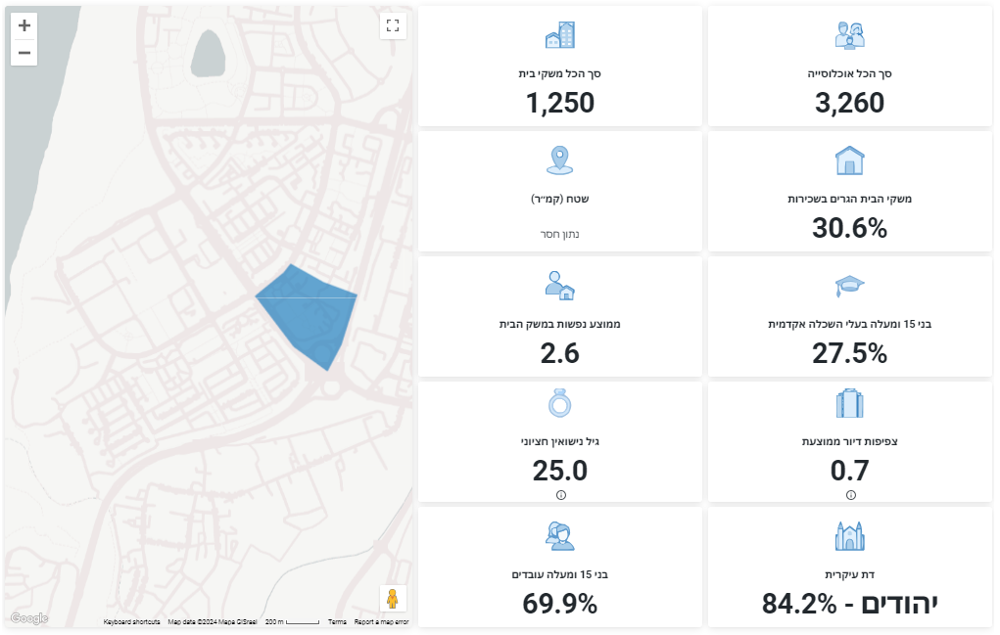 סך הכל אוכלוסייה
3,260
סך הכל משקי בית
1,250
משקי הבית הגרים בשכירות
30.6%
שטח (קמ״ר)
נתון חסר
בני 15 ומעלה בעלי השכלה אקדמית
27.5%
ממוצע נפשות במשק הבית
2.6
צפיפות דיור ממוצעת
0.7
גיל נישואין חציוני
25.0
דת עיקרית
יהודים - 84.2%
בני 15 ומעלה עובדים
69.9%
+
−
Google
Keyboard shortcuts Map data ©2024 Mapa GISrael 200 m Terms Report a map error